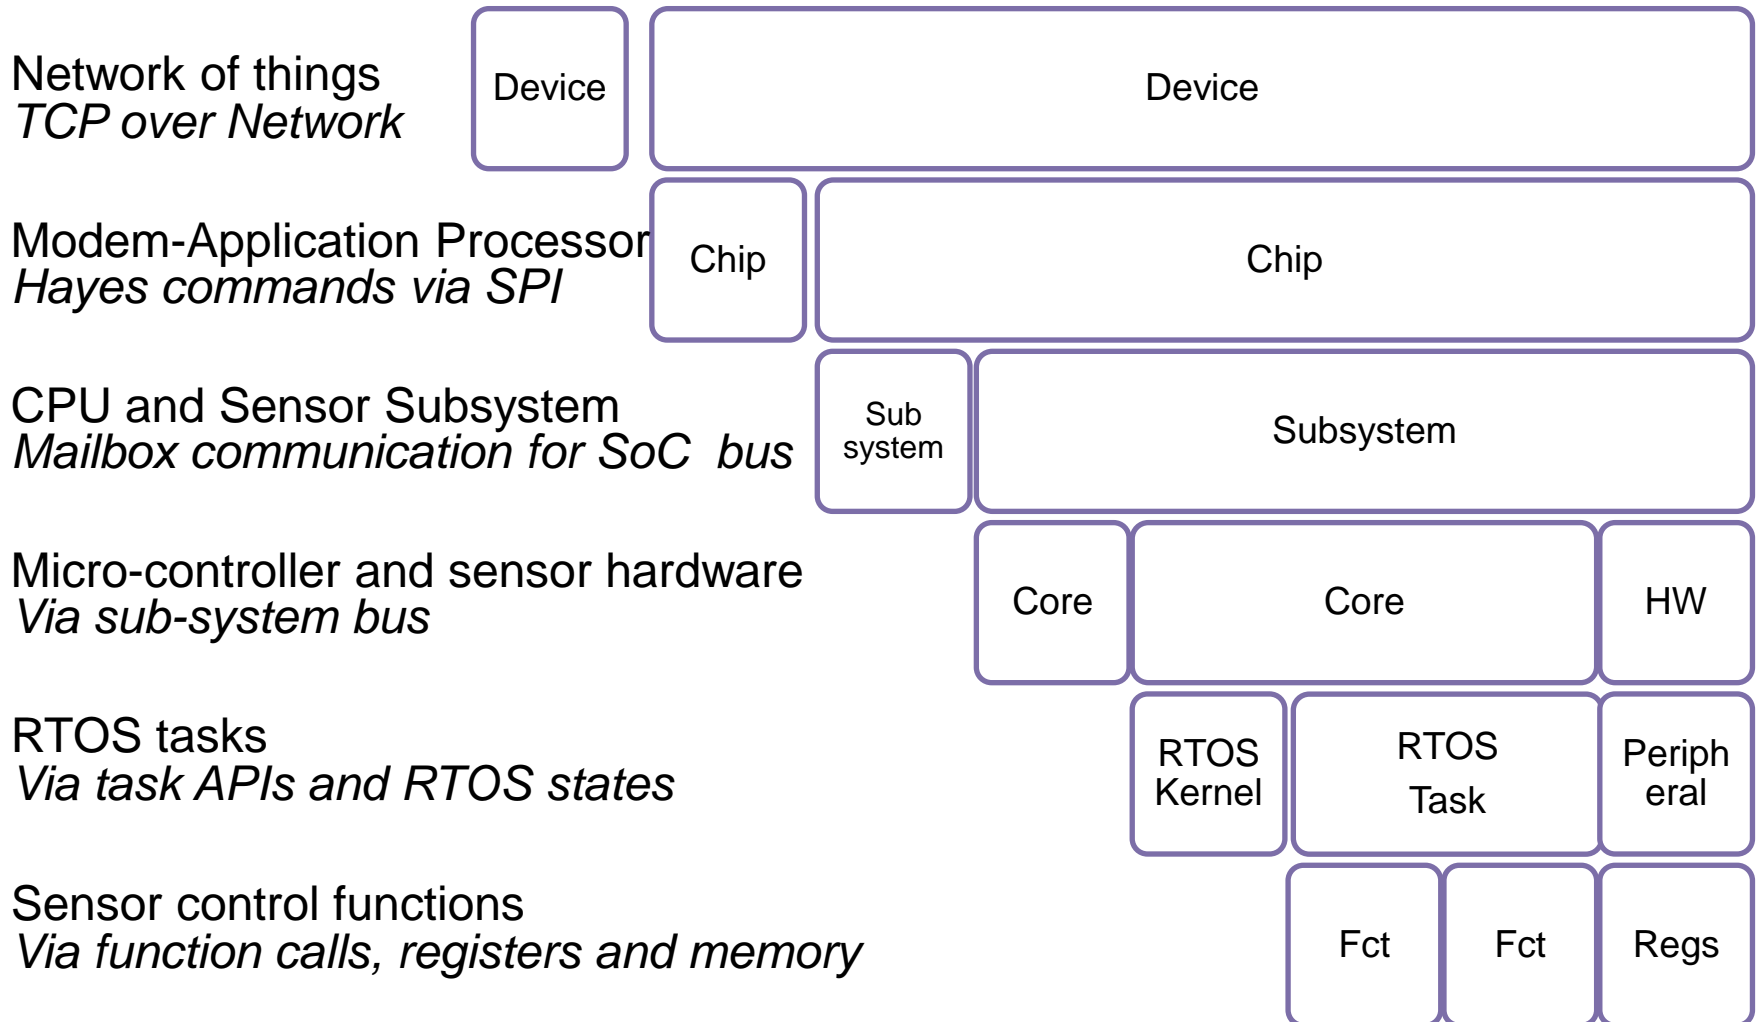 Network of things
TCP over Network
Device
Device
Modem-Application Processor
Hayes commands via SPI
Chip
Chip
CPU and Sensor Subsystem
Mailbox communication for SoC bus
Sub
system
Subsystem
Micro-controller and sensor hardware
Via sub-system bus
Core
Core
HW
RTOS tasks
Via task APIs and RTOS states
RTOS
Kernel
RTOS
Task
Periph
eral
Sensor control functions
Via function calls, registers and memory
Fct
Fct
Regs